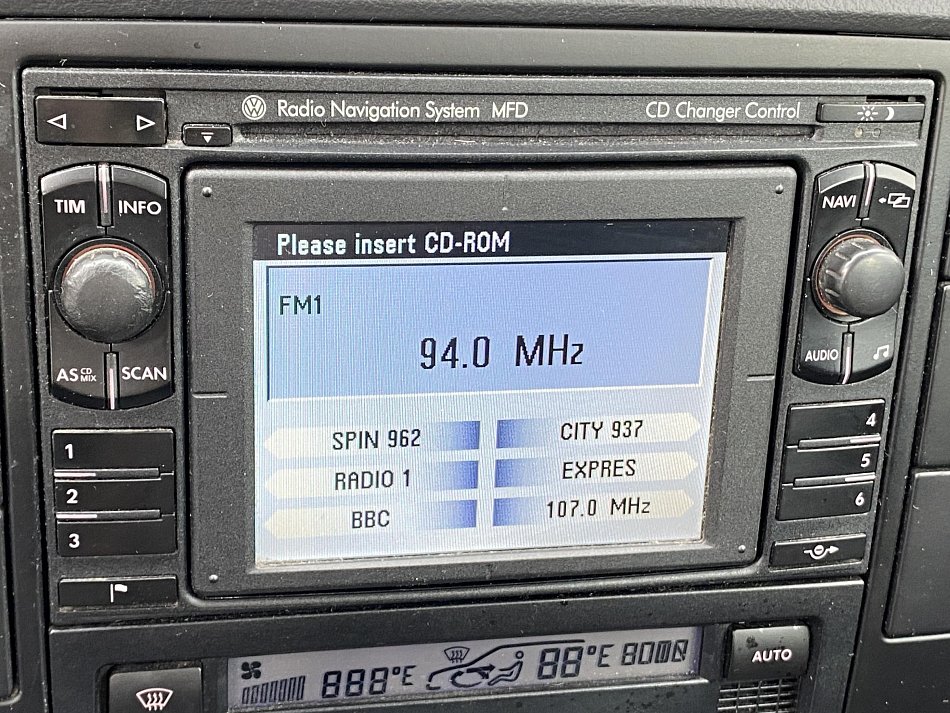 Radio Navigation System MFD
CD Changer Control
TIM
INFO
NAVI
Please insert CD-ROM
FM1
94.0 MHz
AS CD MIX
SCAN
AUDIO
SPIN 962
CITY 937
RADIO 1
EXPRES
BBC
107.0 MHz
1
2
3
4
5
6
888°E
88°E
AUTO